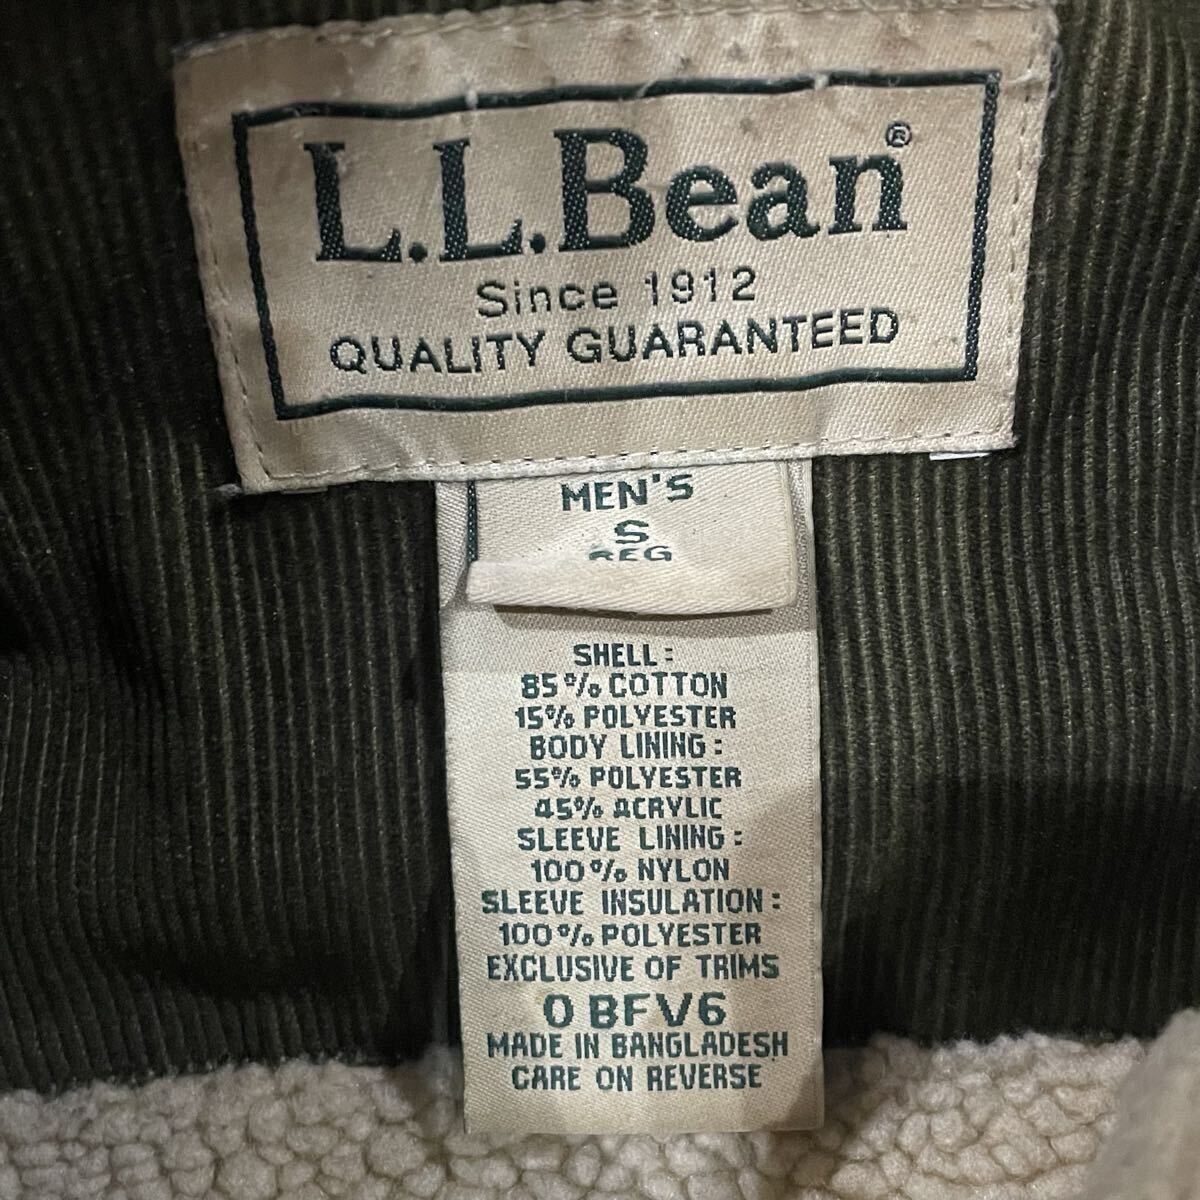 L.L.Bean®
Since 1912
QUALITY GUARANTEED
MEN'S
S
REG
SHELL:
85% COTTON
15% POLYESTER
BODY LINING:
55% POLYESTER
45% ACRYLIC
SLEEVE LINING:
100% NYLON
SLEEVE INSULATION:
100% POLYESTER
EXCLUSIVE OF TRIMS
0 BFV6
MADE IN BANGLADESH
CARE ON REVERSE